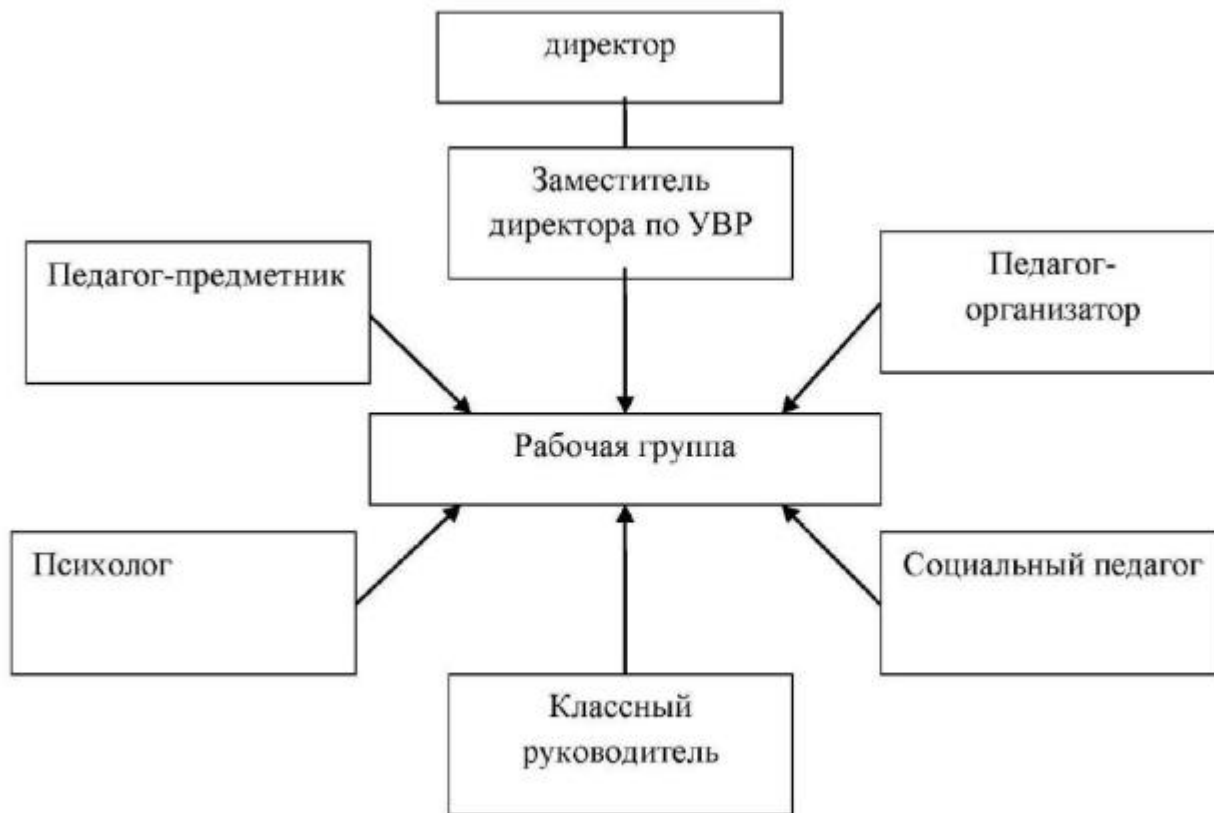 директор
Заместитель
директора по УВР
Педагог-предметник
Педагог-
организатор
Рабочая группа
Психолог
Социальный педагог
Классный
руководитель